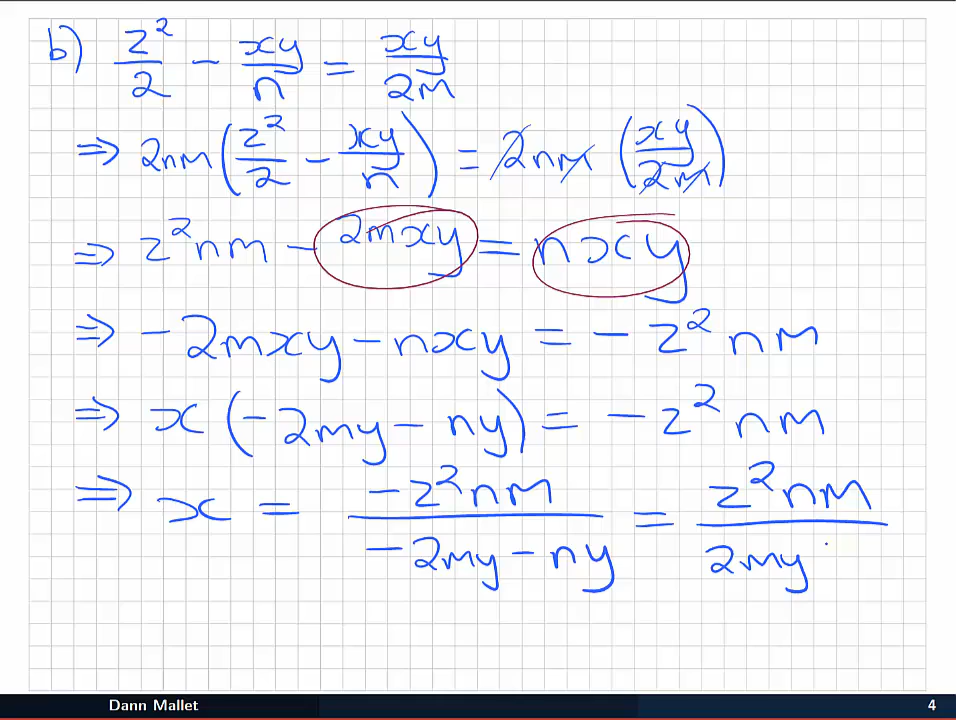 b) z²/2 - xy/n = xy/2m
⇒ 2nm(z²/2 - xy/n) = 2nm (xy/2m)
⇒ z²nm - 2mxy = nxy
⇒ -2mxy - nxy = -z²nm
⇒ x(-2my - ny) = -z²nm
⇒ x = -z²nm/-2my - ny = z²nm/2my
Dann Mallet 4